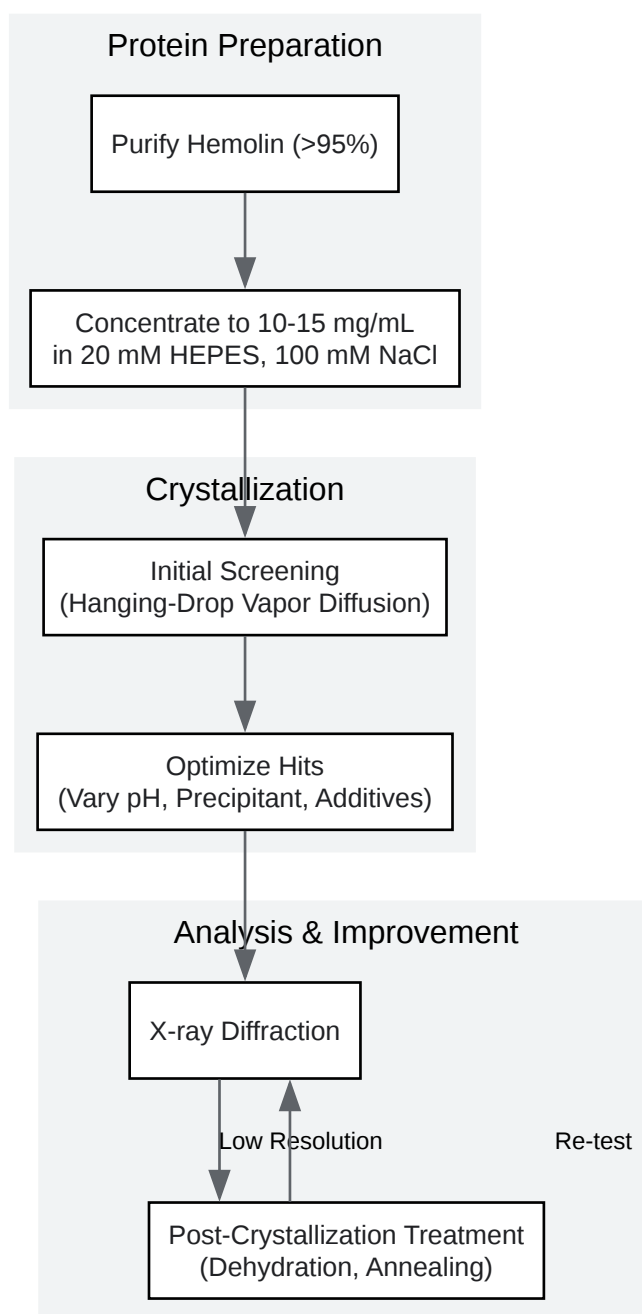 Protein Preparation
Purify Hemolin (>95%)
Concentrate to 10-15 mg/mL
in 20 mM HEPES, 100 mM NaCl
Crystallization
Initial Screening
(Hanging-Drop Vapor Diffusion)
Optimize Hits
(Vary pH, Precipitant, Additives)
Analysis & Improvement
X-ray Diffraction
Low Resolution
Re-test
Post-Crystallization Treatment
(Dehydration, Annealing)